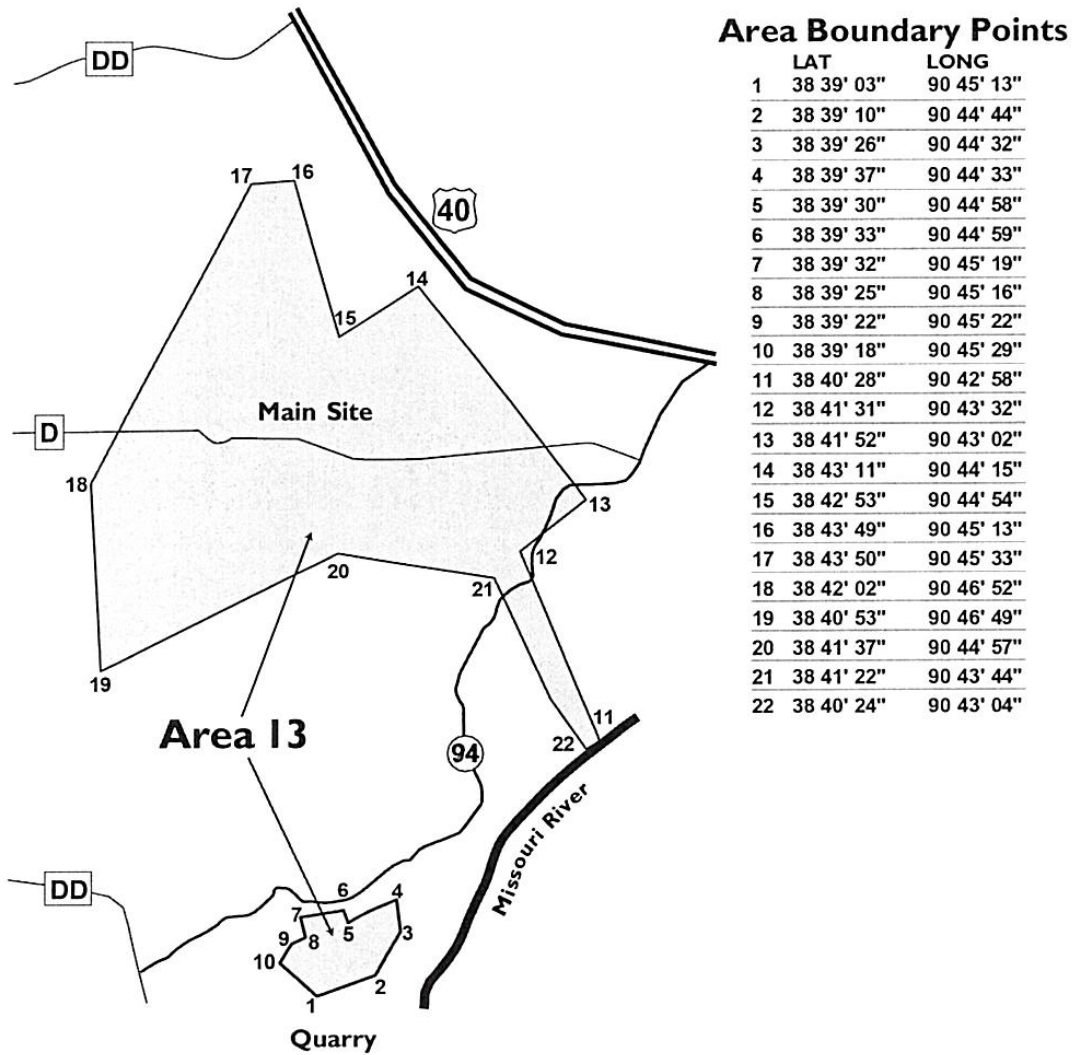 Area Boundary Points
LAT LONG
1 38 39' 03" 90 45' 13"
2 38 39' 10" 90 44' 44"
3 38 39' 26" 90 44' 32"
4 38 39' 37" 90 44' 33"
5 38 39' 30" 90 44' 58"
6 38 39' 33" 90 44' 59"
7 38 39' 32" 90 45' 19"
8 38 39' 25" 90 45' 16"
9 38 39' 22" 90 45' 22"
10 38 39' 18" 90 45' 29"
11 38 40' 28" 90 42' 58"
12 38 41' 31" 90 43' 32"
13 38 41' 52" 90 43' 02"
14 38 43' 11" 90 44' 15"
15 38 42' 53" 90 44' 54"
16 38 43' 49" 90 45' 13"
17 38 43' 50" 90 45' 33"
18 38 42' 02" 90 46' 52"
19 38 40' 53" 90 46' 49"
20 38 41' 37" 90 44' 57"
21 38 41' 22" 90 43' 44"
22 38 40' 24" 90 43' 04"
DD
17
16
40
14
15
Main Site
D
18
13
12
20
21
19
Area 13
11
22
94
Missouri River
DD
6
4
7
5
3
9
8
10
2
1
Quarry